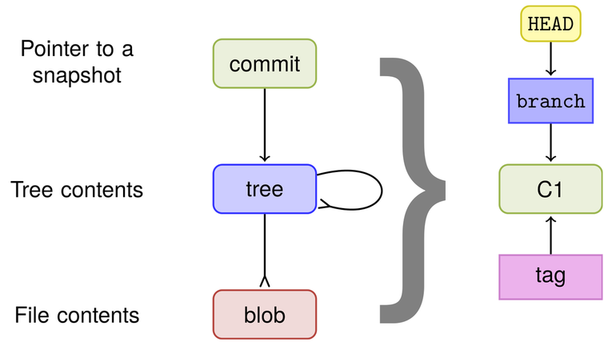 Pointer to a
snapshot
commit
Tree contents
tree
File contents
blob
HEAD
branch
C1
tag